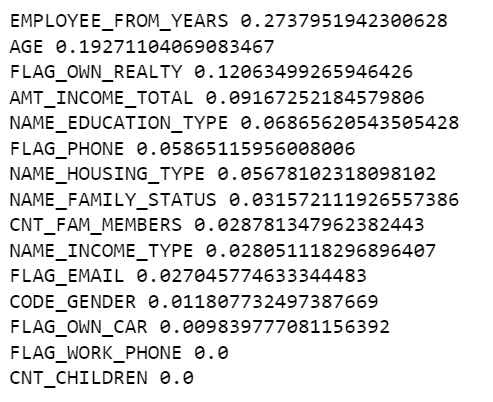 EMPLOYEE_FROM_YEARS 0.2737951942300628
AGE 0.19271104069083467
FLAG_OWN_REALTY 0.12063499265946426
AMT_INCOME_TOTAL 0.09167252184579806
NAME_EDUCATION_TYPE 0.06865620543505428
FLAG_PHONE 0.05865115956008006
NAME_HOUSING_TYPE 0.05678102318098102
NAME_FAMILY_STATUS 0.031572111926557386
CNT_FAM_MEMBERS 0.028781347962382443
NAME_INCOME_TYPE 0.028051118296896407
FLAG_EMAIL 0.027045774633344483
CODE_GENDER 0.011807732497387669
FLAG_OWN_CAR 0.009839777081156392
FLAG_WORK_PHONE 0.0
CNT_CHILDREN 0.0